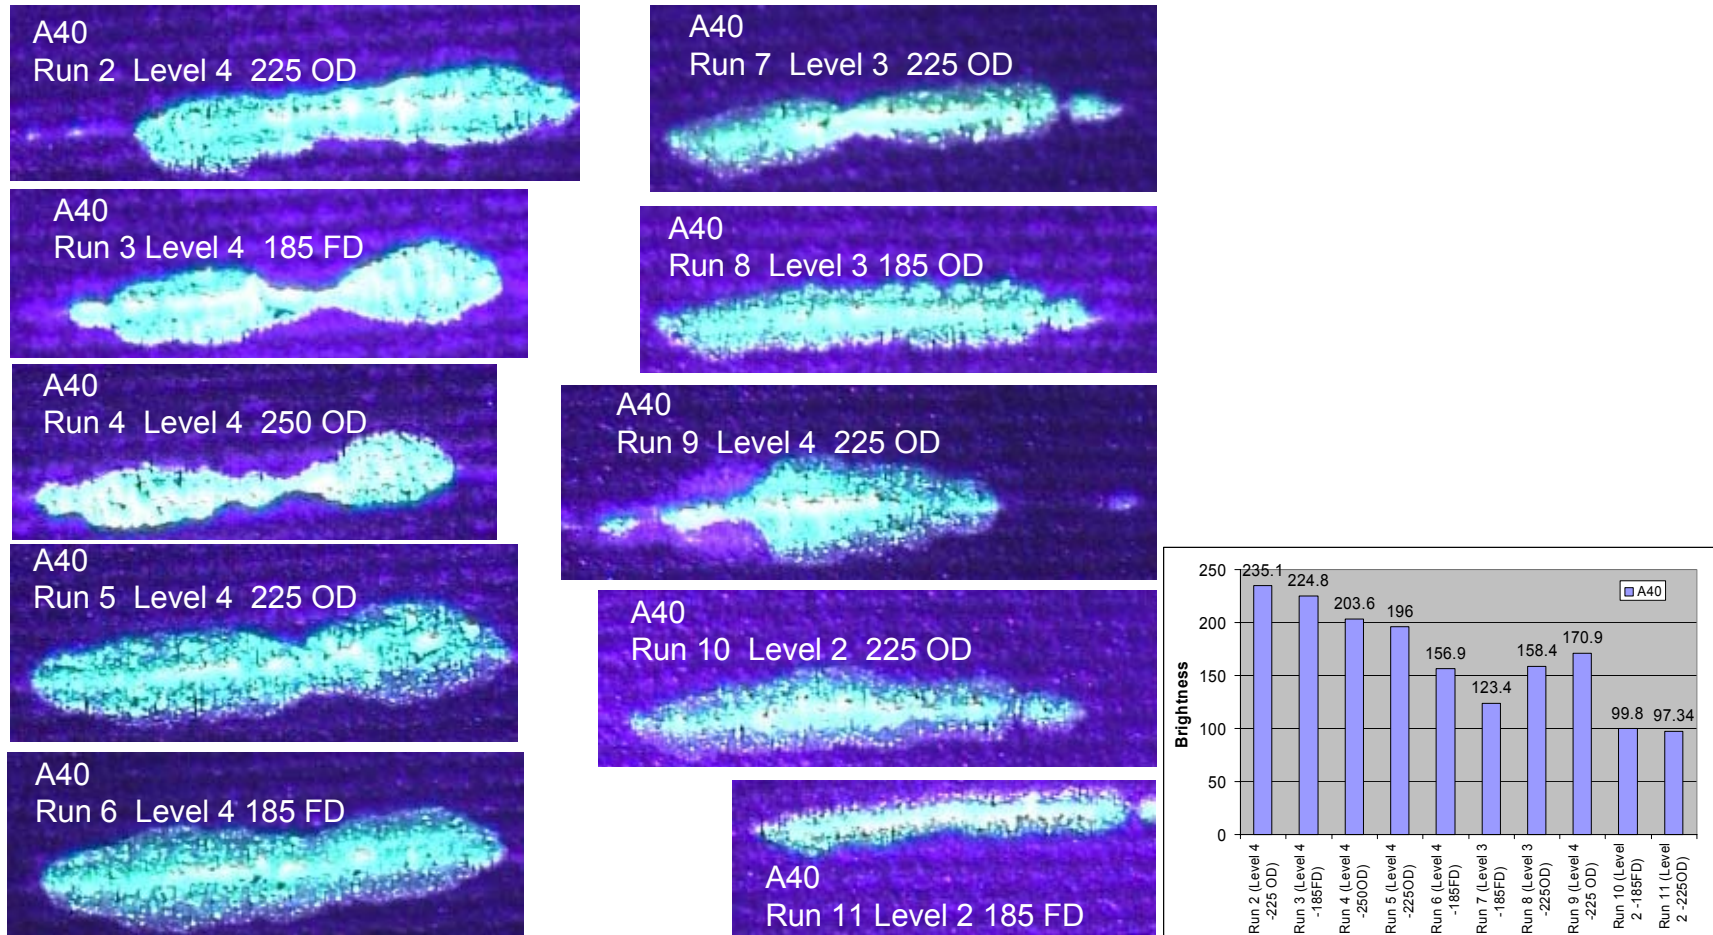 A40
Run 2  Level 4  225 OD
A40
Run 3 Level 4  185 FD
A40
Run 4  Level 4  250 OD
A40
Run 5  Level 4  225 OD
A40
Run 6  Level 4 185 FD
A40
Run 7  Level 3  225 OD
A40
Run 8  Level 3 185 OD
A40
Run 9  Level 4  225 OD
A40
Run 10  Level 2  225 OD
A40
Run 11 Level 2 185 FD
A40
Brightness
250
200
150
100
50
0
235.1
224.8
203.6
196
156.9
123.4
158.4
170.9
99.8
97.34
Run 2 (Level 4
-225 OD)
Run 3 (Level 4
-185FD)
Run 4 (Level 4
-250OD)
Run 5 (Level 4
-225OD)
Run 6 (Level 4
-185FD)
Run 7 (Level 3
-185FD)
Run 8 (Level 3
-225OD)
Run 9 (Level 4
-225 OD)
Run 10 (Level
2 -185FD)
Run 11 (Level
2 -225OD)